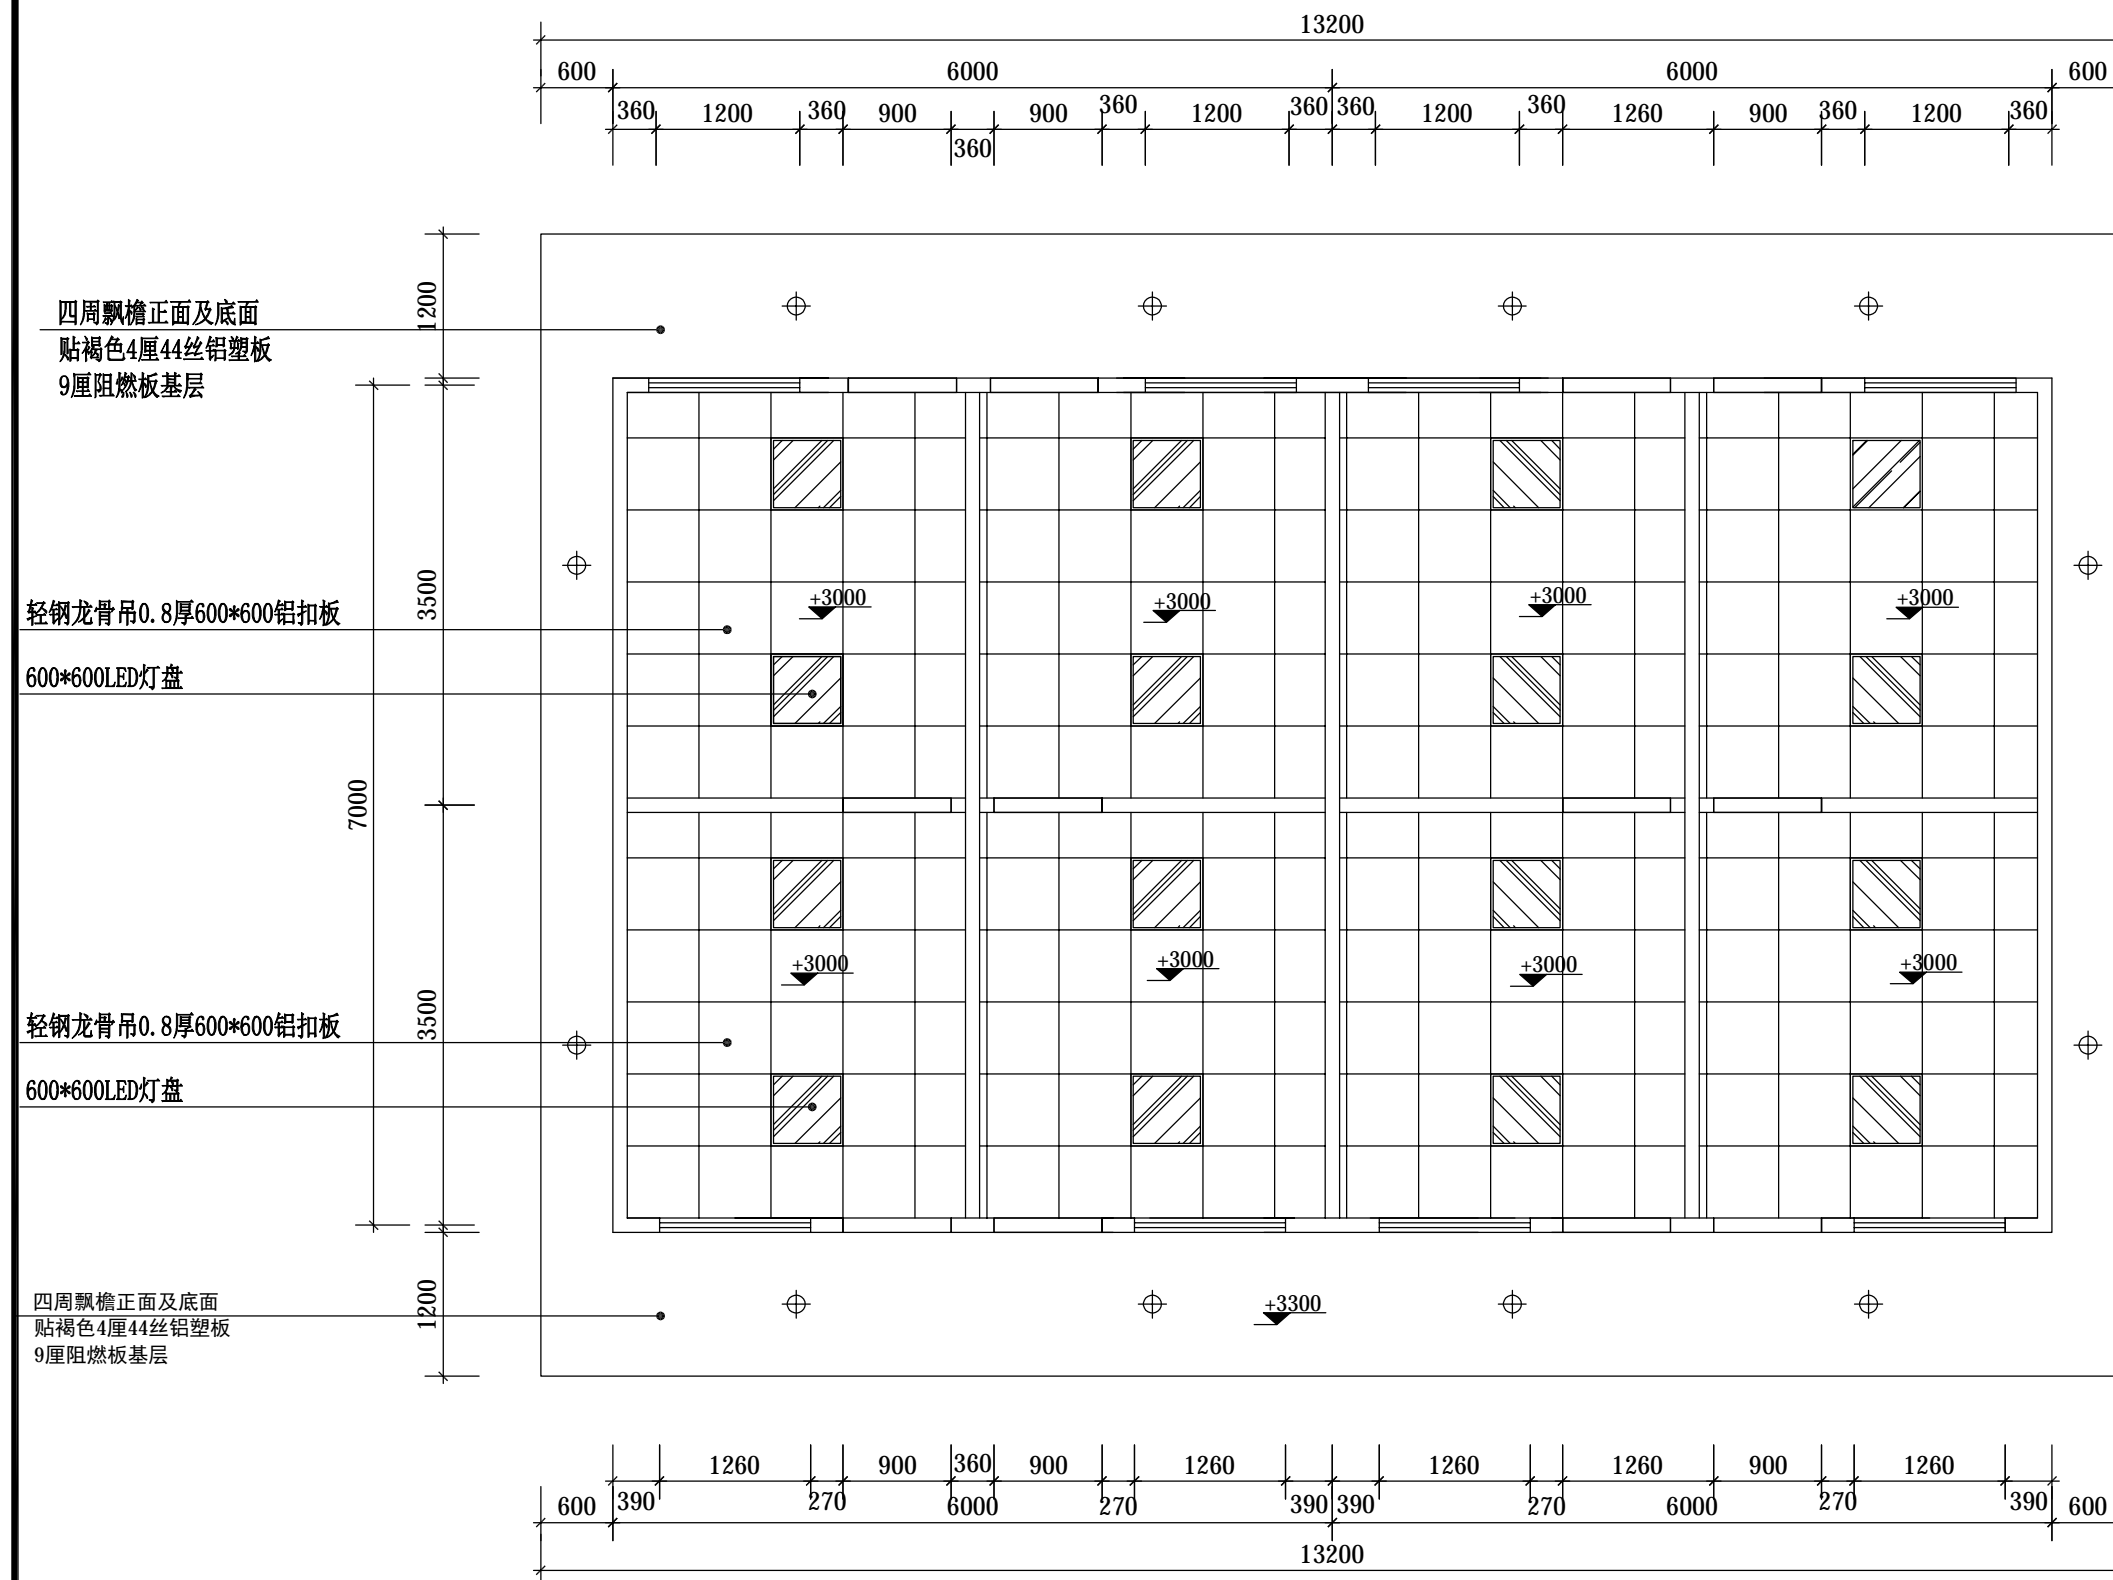 13200
600 6000 6000 600
360 1200 360 900 900 360 1200 360 360 1200 360 1260 900 360 1200 360
360
1200
四周飘檐正面及底面
贴褐色4厘44丝铝塑板
9厘阻燃板基层
3500
轻钢龙骨吊0.8厚600*600铝扣板
+3000 +3000 +3000 +3000
600*600LED灯盘
7000
+3000 +3000 +3000 +3000
3500
轻钢龙骨吊0.8厚600*600铝扣板
600*600LED灯盘
1200
四周飘檐正面及底面
贴褐色4厘44丝铝塑板
9厘阻燃板基层
+3300
1260 900 360 900 1260 1260 1260 900 1260
600 390 270 6000 270 390 390 270 6000 270 390 600
13200